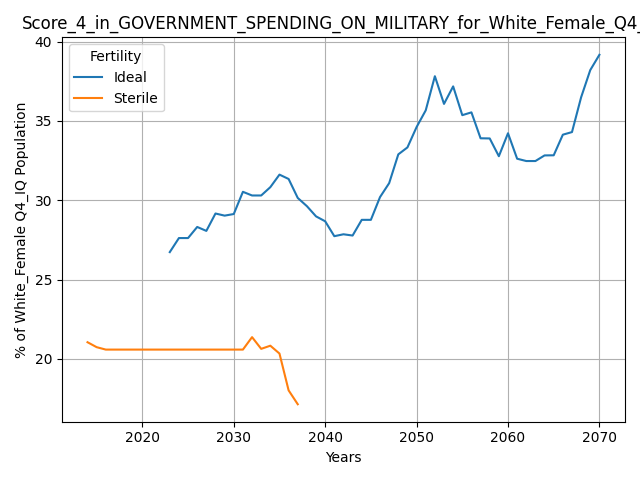 Score_4_in_GOVERNMENT_SPENDING_ON_MILITARY_for_White_Female_Q4_
Fertility
Ideal
Sterile
% of White_Female Q4_IQ Population
40
35
30
25
20
2020 2030 2040 2050 2060 2070
Years